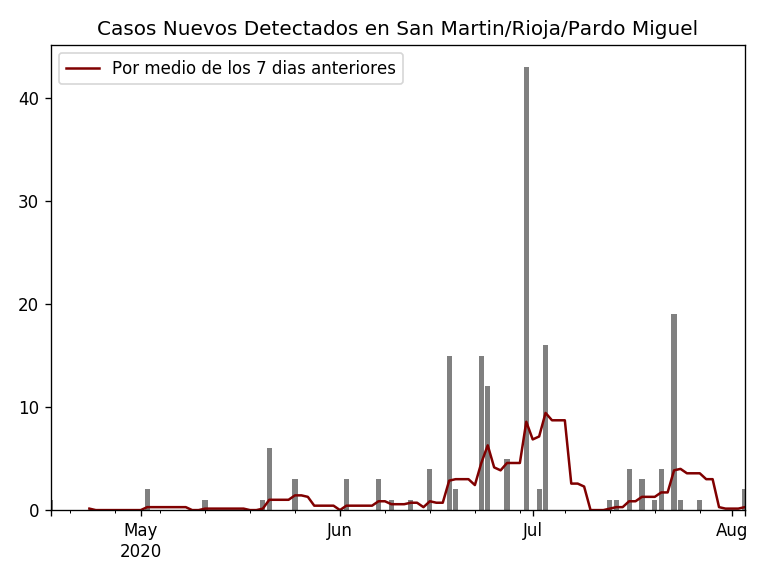 Casos Nuevos Detectados en San Martin/Rioja/Pardo Miguel
Por medio de los 7 dias anteriores
40
30
20
10
0
May Jun Jul Aug
2020